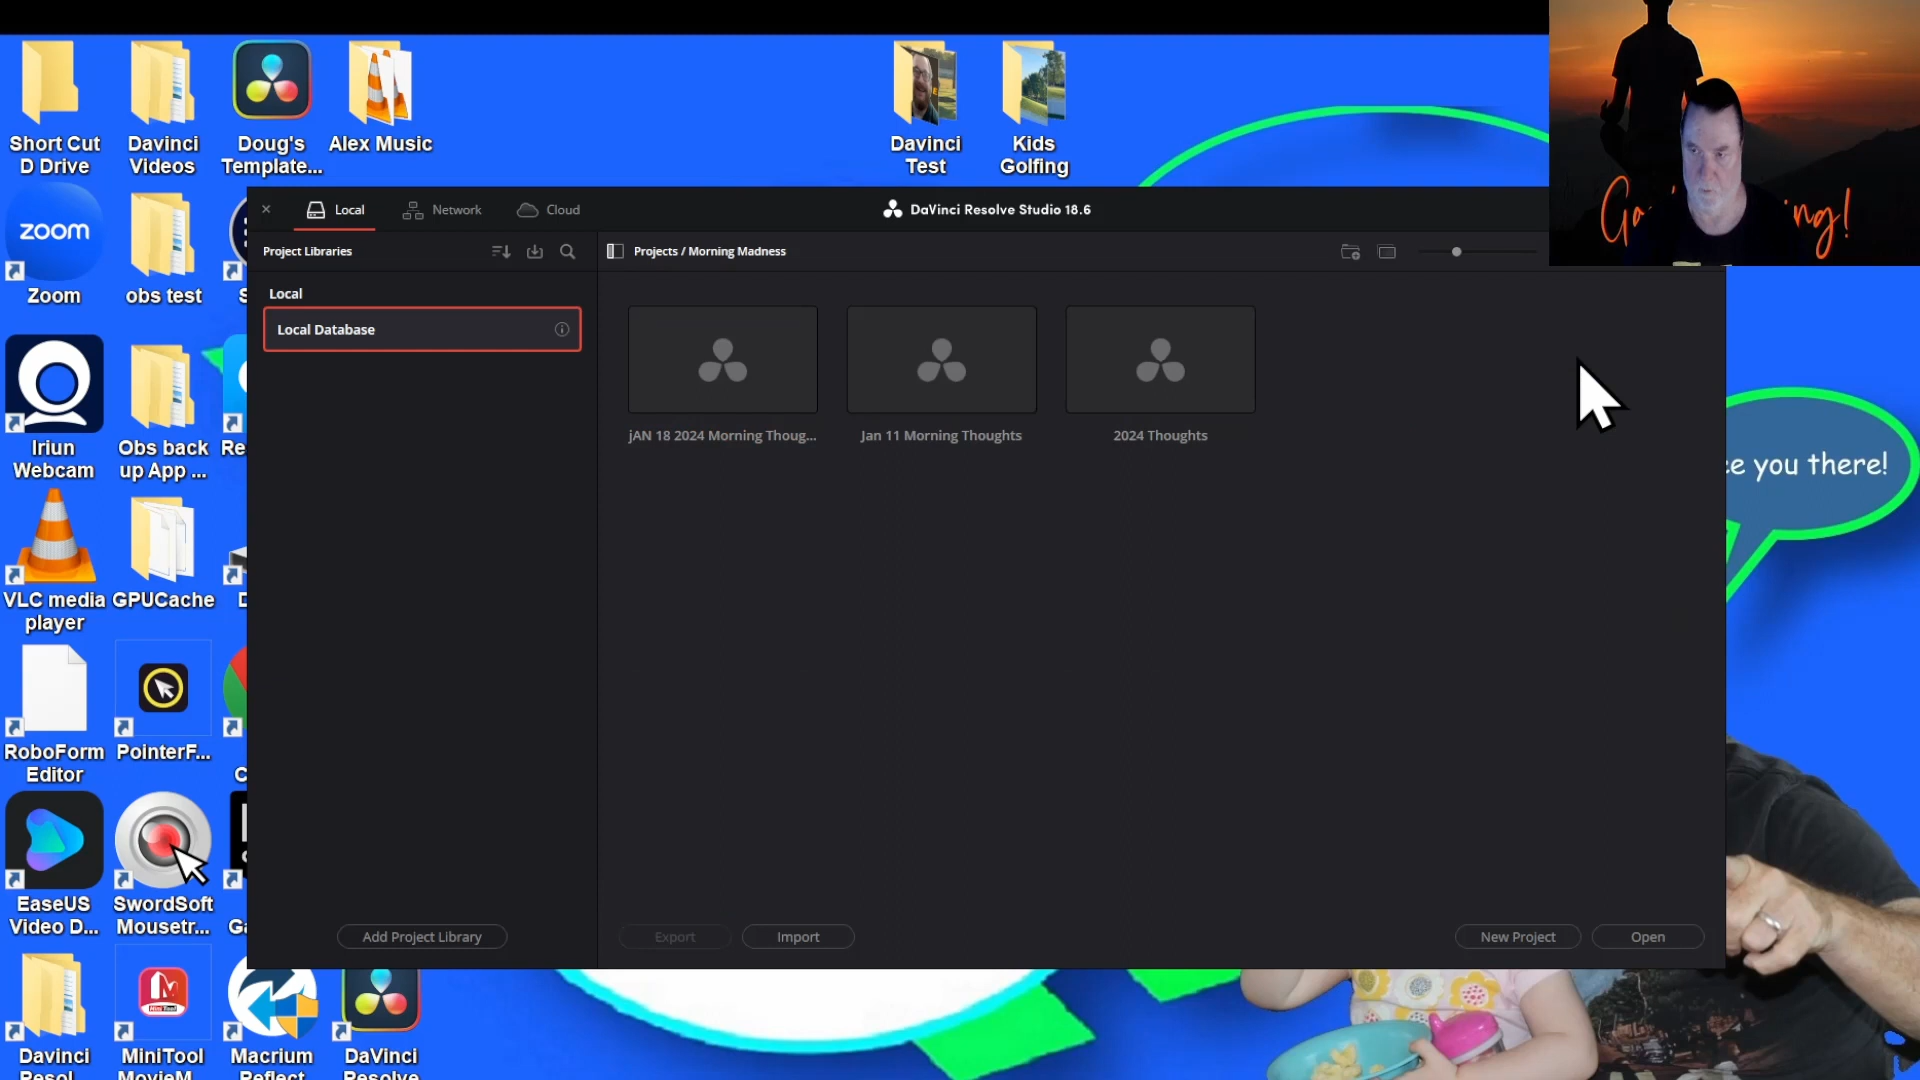 Short Cut
D Drive
Davinci
Videos
Doug's
Template...
Alex Music
Davinci
Test
Kids
Golfing
zoom
Zoom
obs test
Local
Network
Cloud
DaVinci Resolve Studio 18.6
Project Libraries
Projects / Morning Madness
Local
Local Database
jAN 18 2024 Morning Thoug...
Jan 11 Morning Thoughts
2024 Thoughts
Iriun
Webcam
Obs back
up App ...
Re
ee you there!
VLC media
player
GPUCache
RoboForm
Editor
PointerF...
EaseUS
Video D...
SwordSoft
Mousetr...
Ga
Add Project Library
Export
Import
New Project
Open
Davinci
Resol...
MiniTool
MovieM...
Macrium
Reflect
DaVinci
Resolve